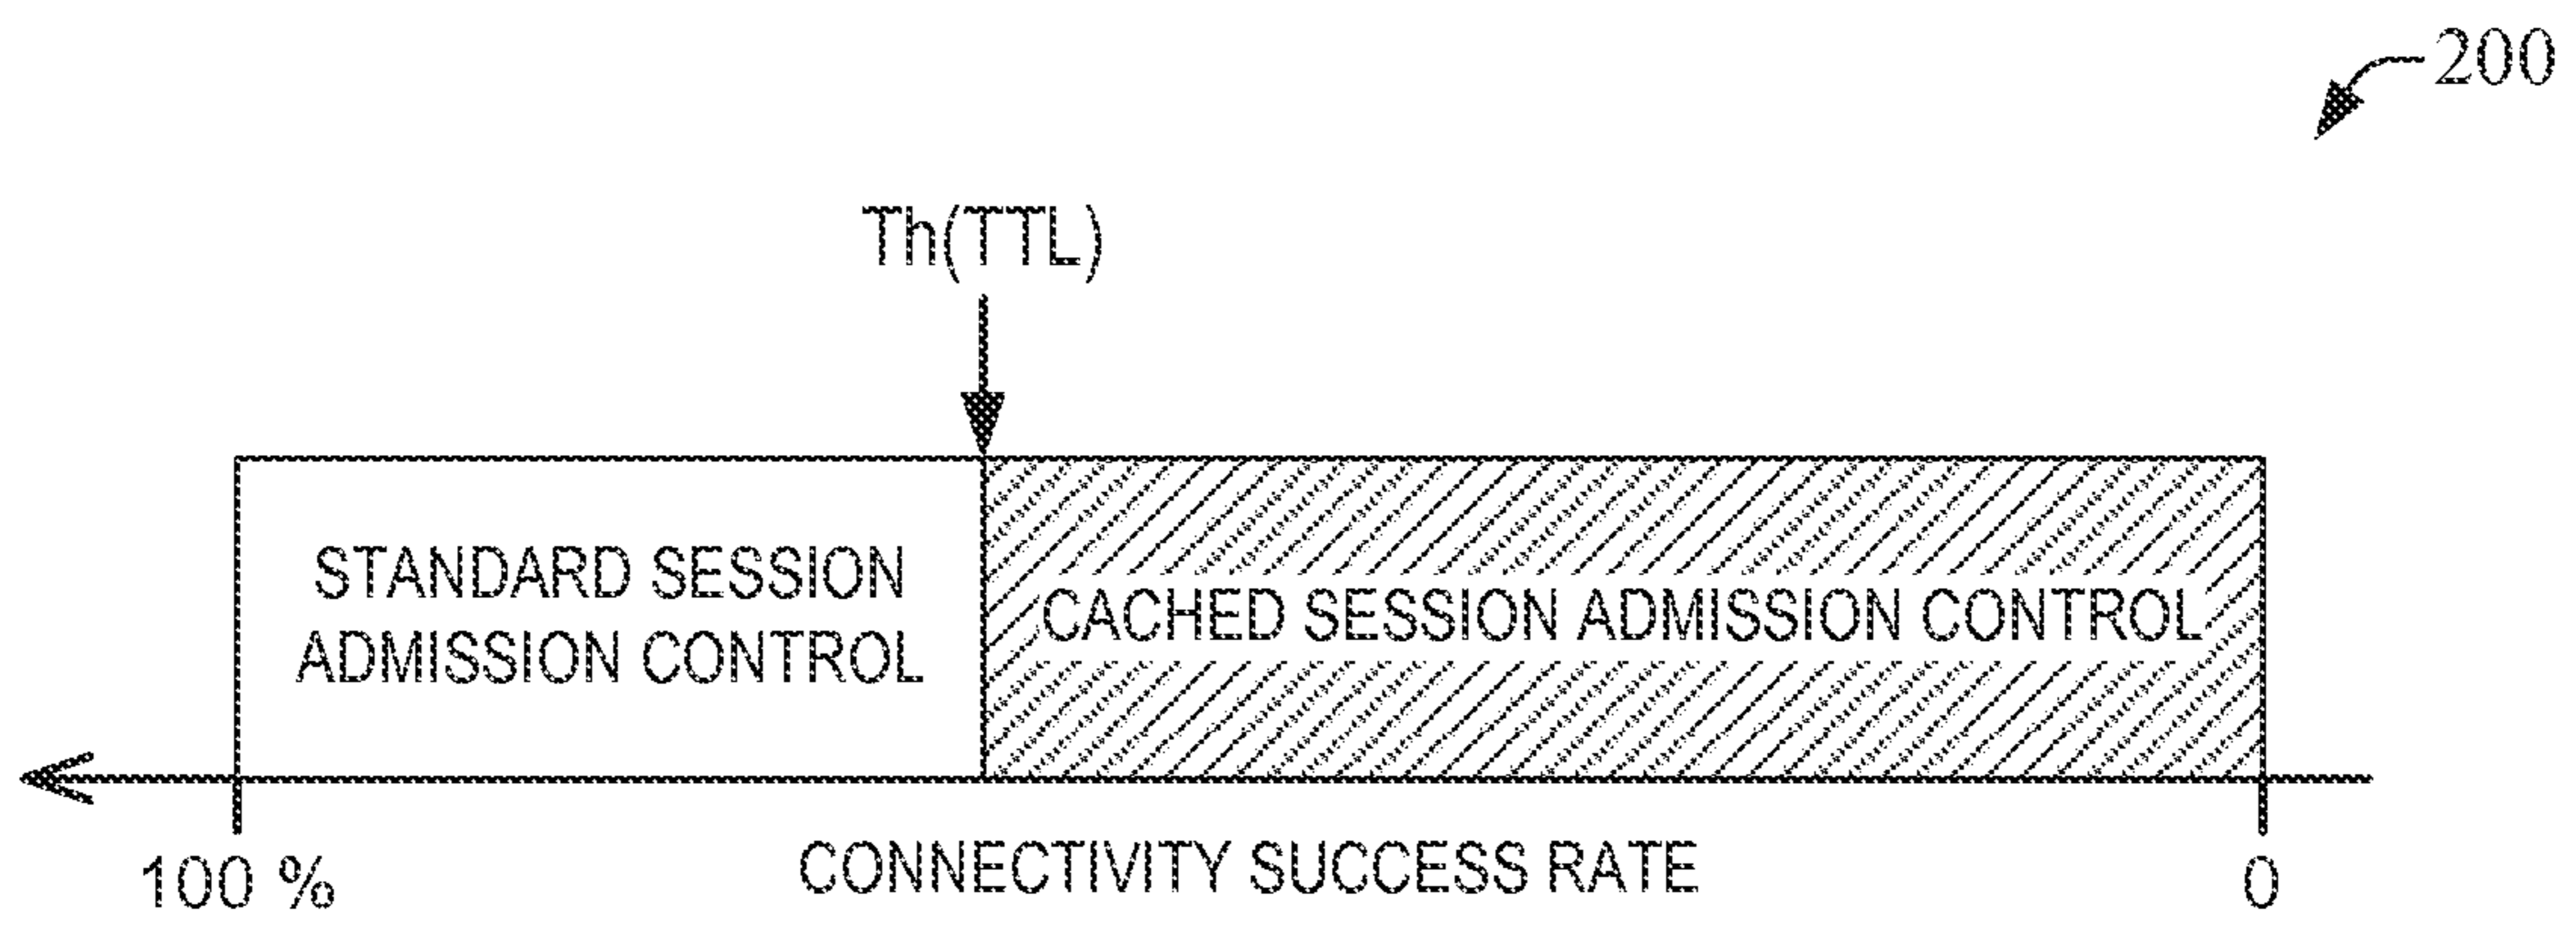 200
Th(TTL)
STANDARD SESSION
ADMISSION CONTROL
CACHED SESSION ADMISSION CONTROL
100 %
CONNECTIVITY SUCCESS RATE
0